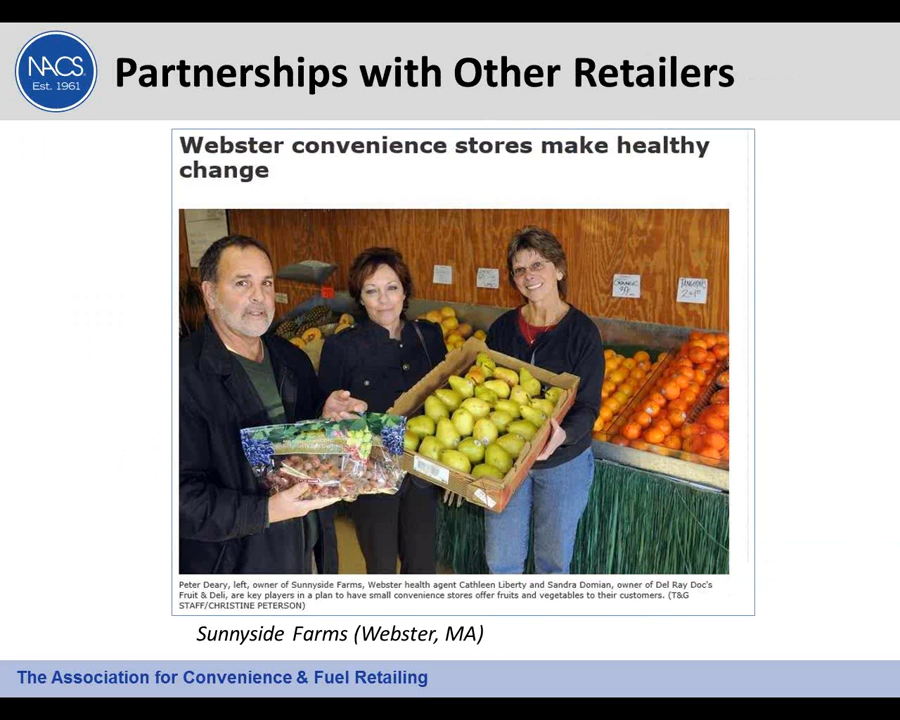 NACS
Est. 1961
Partnerships with Other Retailers
Webster convenience stores make healthy
change
Peter Deary, left, owner of Sunnyside Farms, Webster health agent Cathleen Liberty and Sandra Domian, owner of Del Ray Doc's
Fruit & Deli, are key players in a plan to have small convenience stores offer fruits and vegetables to their customers. (T&G
STAFF/CHRISTINE PETERSON)
Sunnyside Farms (Webster, MA)
The Association for Convenience & Fuel Retailing